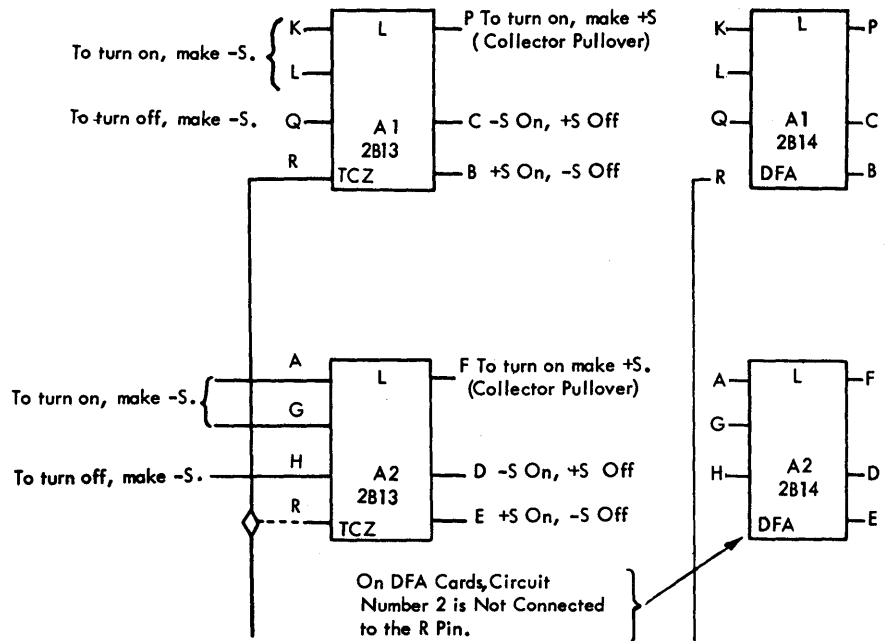 K L P To turn on, make +S
(Collector Pullover)
To turn on, make -S.
L
To turn off, make -S. Q A1 C -S On, +S Off
2B13
R TCZ B +S On, -S Off
K L P
L
Q A1 C
2B14
R DFA B
A L F To turn on make +S.
(Collector Pullover)
To turn on, make -S.
G
To turn off, make -S. H A2 D -S On, +S Off
2B13
R TCZ E +S On, -S Off
A L F
G
H A2 D
2B14
DFA E
On DFA Cards, Circuit
Number 2 is Not Connected
to the R Pin.